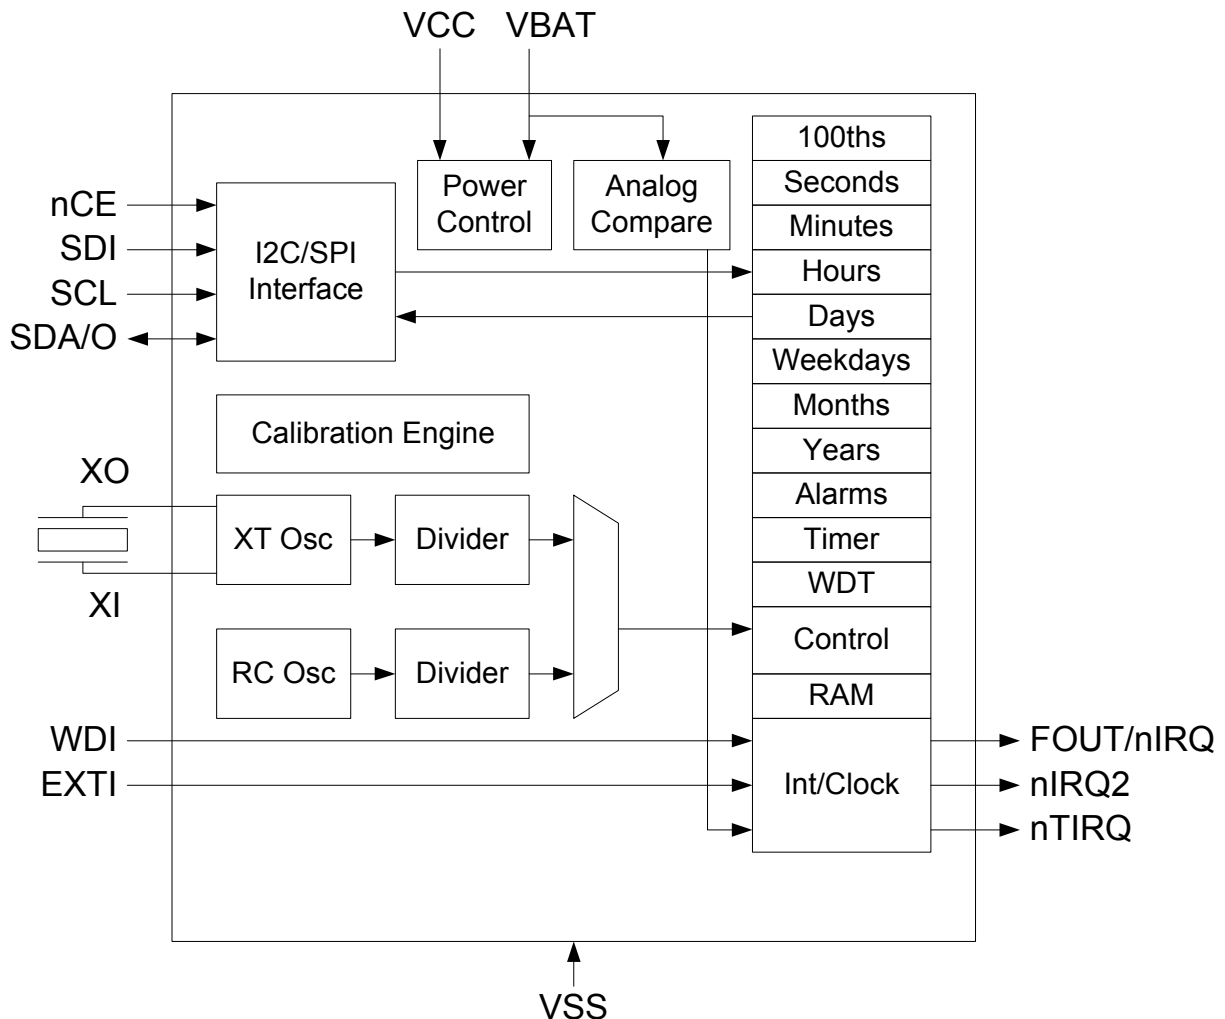 VCC VBAT
nCE
SDI
SCL
SDA/O
I2C/SPI
Interface
Power
Control
Analog
Compare
100ths
Seconds
Minutes
Hours
Days
Weekdays
Months
Years
Alarms
Timer
WDT
Control
RAM
Int/Clock
Calibration Engine
XO
XI
XT Osc
Divider
RC Osc
Divider
WDI
EXTI
FOUT/nIRQ
nIRQ2
nTIRQ
VSS